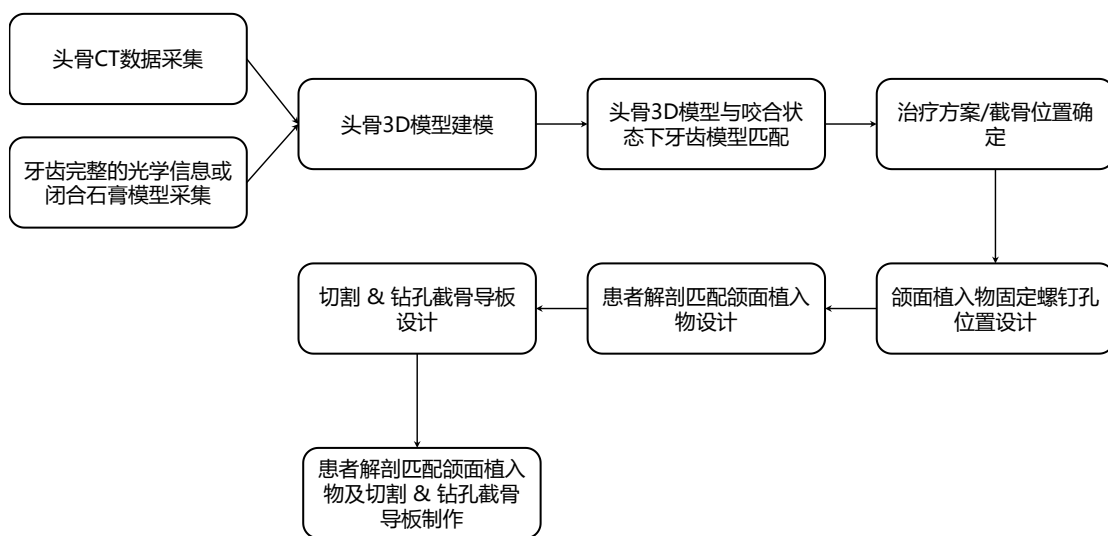 头骨CT数据采集
牙齿完整的光学信息或
闭合石膏模型采集
头骨3D模型建模
头骨3D模型与咬合状
态下牙齿模型匹配
治疗方案/截骨位置确
定
颌面植入物固定螺钉孔
位置设计
患者解剖匹配颌面植入
物设计
切割 & 钻孔截骨导板
设计
患者解剖匹配颌面植入
物及切割 & 钻孔截骨
导板制作